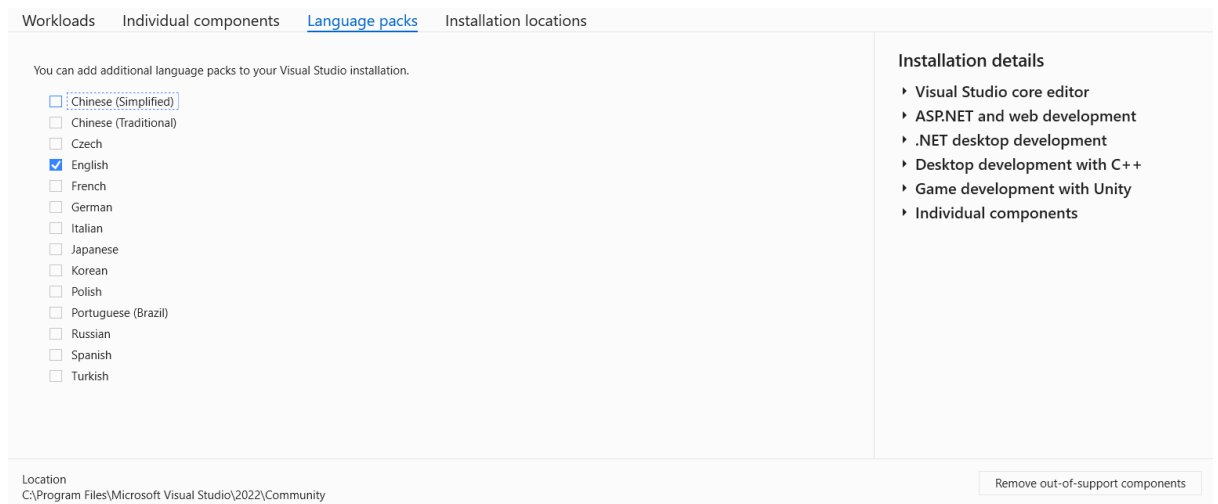 Workloads Individual components Language packs Installation locations
You can add additional language packs to your Visual Studio installation.
Chinese (Simplified)
Chinese (Traditional)
Czech
English
French
German
Italian
Japanese
Korean
Polish
Portuguese (Brazil)
Russian
Spanish
Turkish
Installation details
Visual Studio core editor
ASP.NET and web development
.NET desktop development
Desktop development with C++
Game development with Unity
Individual components
Location
C:\Program Files\Microsoft Visual Studio\2022\Community
Remove out-of-support components